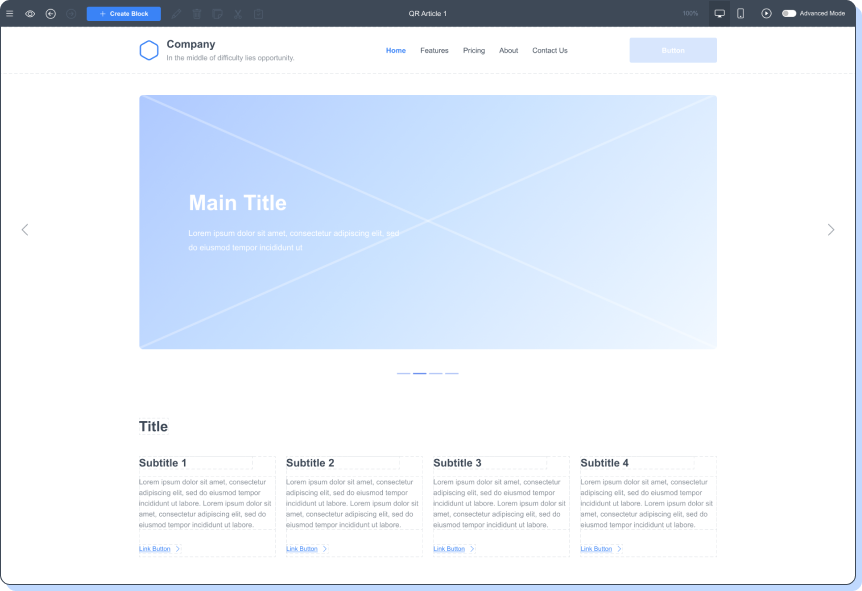 Create Block
QR Article 1
100%
Advanced Mode
Company
In the middle of difficulty lies opportunity.
Home Features Pricing About Contact Us
Button
Main Title
Lorem ipsum dolor sit amet, consectetur adipiscing elit, sed
do eiusmod tempor incididunt ut
Title
Subtitle 1
Lorem ipsum dolor sit amet, consectetur
adipiscing elit, sed do eiusmod tempor
incididunt ut labore. Lorem ipsum dolor sit
amet, consectetur adipiscing elit, sed do
eiusmod tempor incididunt ut labore.
Link Button
Subtitle 2
Lorem ipsum dolor sit amet, consectetur
adipiscing elit, sed do eiusmod tempor
incididunt ut labore. Lorem ipsum dolor sit
amet, consectetur adipiscing elit, sed do
eiusmod tempor incididunt ut labore.
Link Button
Subtitle 3
Lorem ipsum dolor sit amet, consectetur
adipiscing elit, sed do eiusmod tempor
incididunt ut labore. Lorem ipsum dolor sit
amet, consectetur adipiscing elit, sed do
eiusmod tempor incididunt ut labore.
Link Button
Subtitle 4
Lorem ipsum dolor sit amet, consectetur
adipiscing elit, sed do eiusmod tempor
incididunt ut labore. Lorem ipsum dolor sit
amet, consectetur adipiscing elit, sed do
eiusmod tempor incididunt ut labore.
Link Button